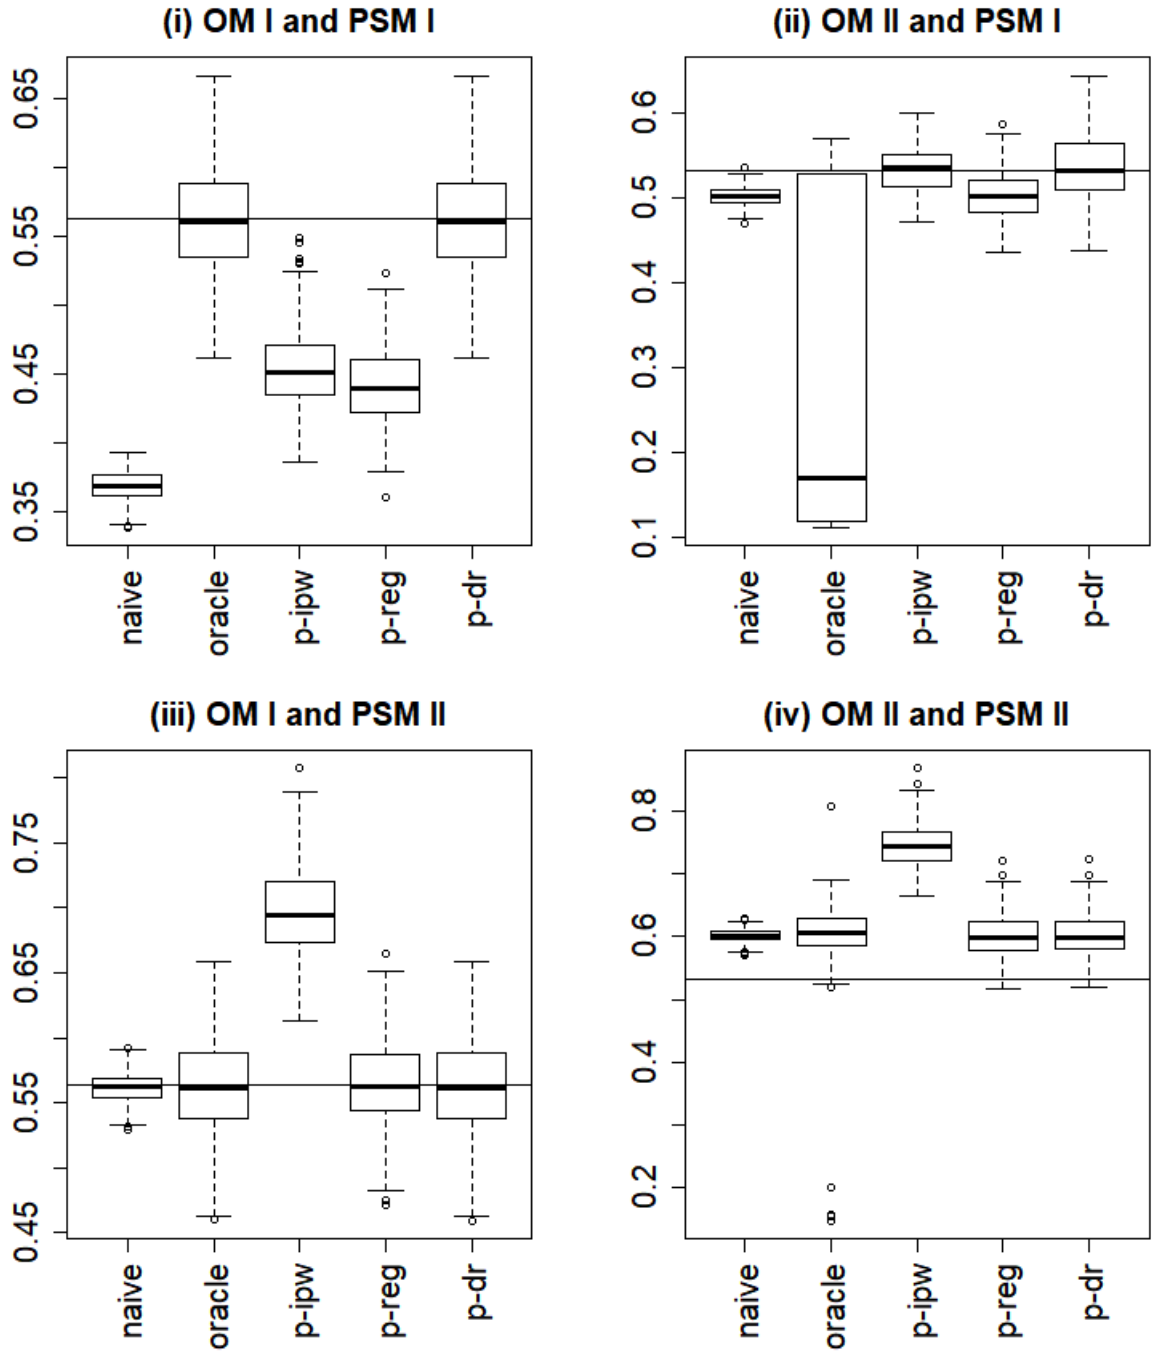 (i) OM I and PSM I
0.65
0.55
0.45
0.35
naive
oracle
p-ipw
p-reg
p-dr
(ii) OM II and PSM I
0.6
0.5
0.4
0.3
0.2
0.1
naive
oracle
p-ipw
p-reg
p-dr
(iii) OM I and PSM II
0.75
0.65
0.55
0.45
naive
oracle
p-ipw
p-reg
p-dr
(iv) OM II and PSM II
0.8
0.6
0.4
0.2
naive
oracle
p-ipw
p-reg
p-dr